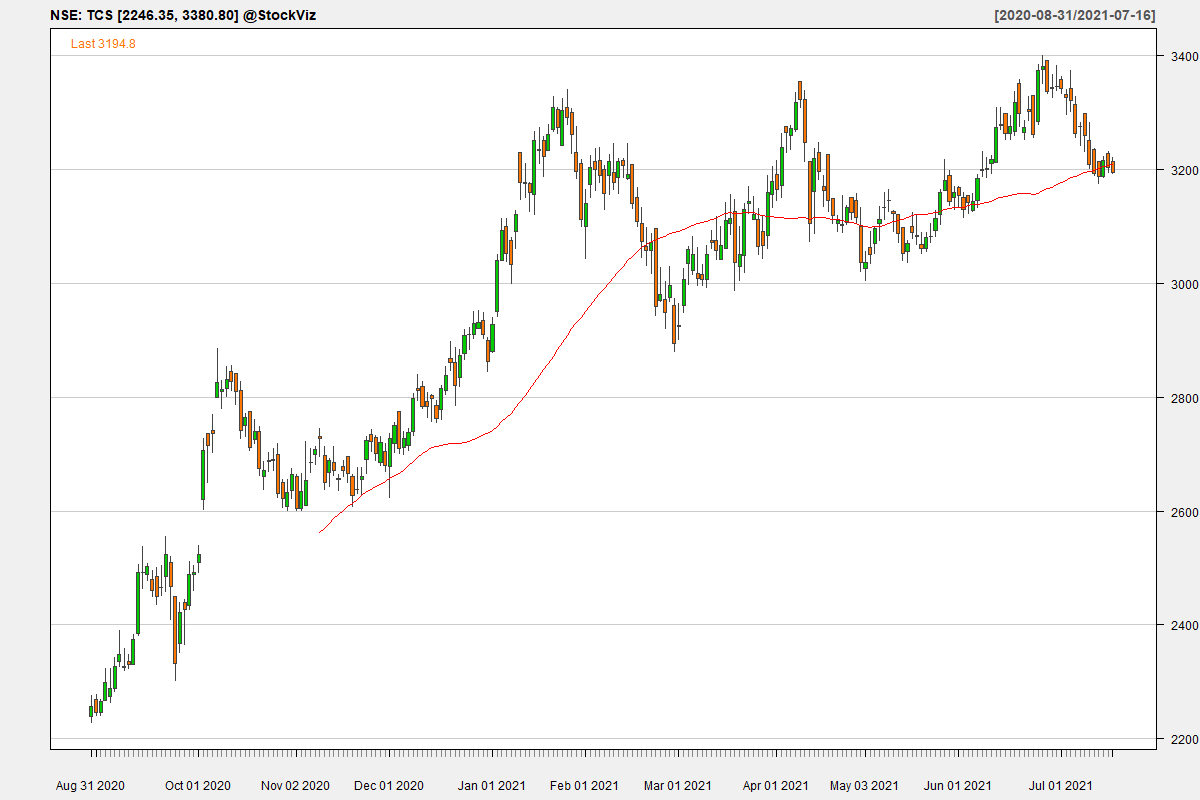 NSE: TCS [2246.35, 3380.80] @StockViz
[2020-08-31/2021-07-16]
Last 3194.8
3400
3200
3000
2800
2600
2400
2200
Aug 31 2020
Oct 01 2020
Nov 02 2020
Dec 01 2020
Jan 01 2021
Feb 01 2021
Mar 01 2021
Apr 01 2021
May 03 2021
Jun 01 2021
Jul 01 2021